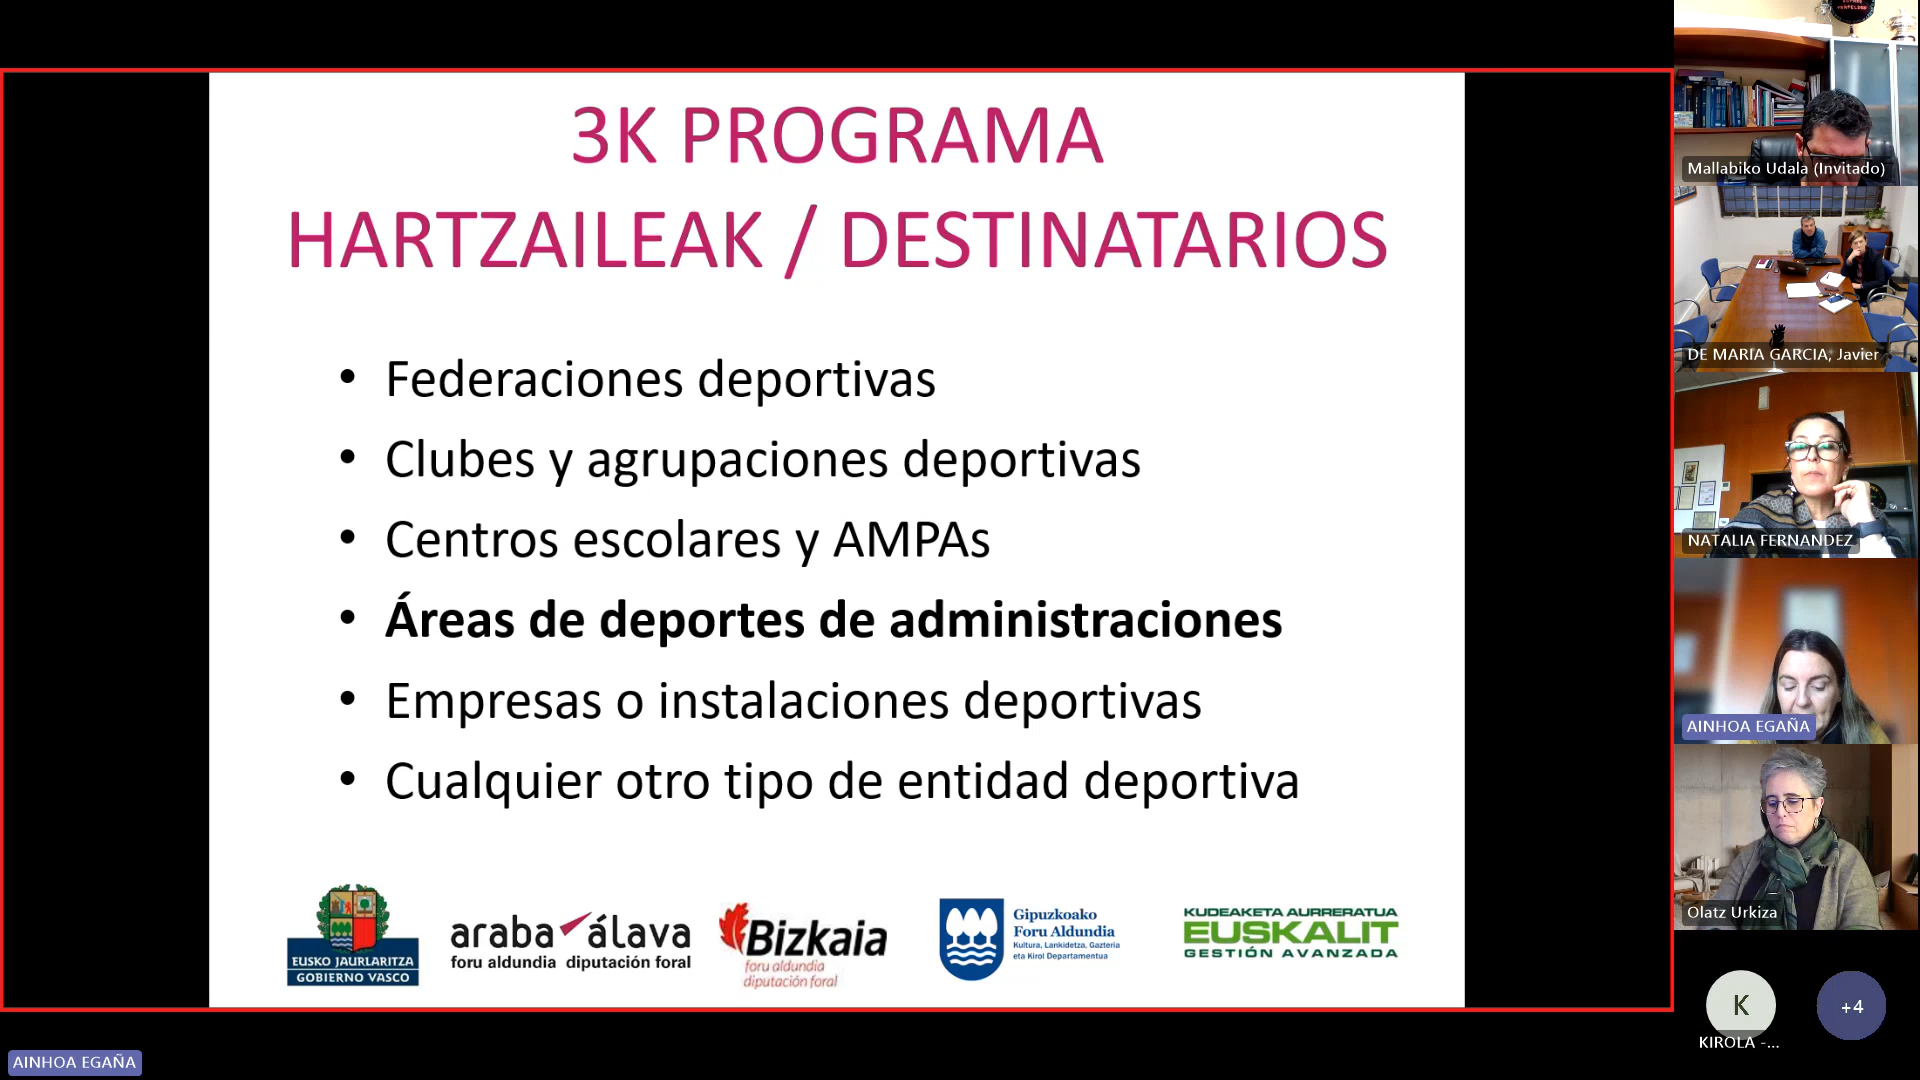 3K PROGRAMA
HARTZAILEAK / DESTINATARIOS
• Federaciones deportivas
• Clubes y agrupaciones deportivas
• Centros escolares y AMPAs
• Áreas de deportes de administraciones
• Empresas o instalaciones deportivas
• Cualquier otro tipo de entidad deportiva
EUSKO JAURLARITZA
GOBIERNO VASCO
araba álava
foru aldundia diputación foral
Bizkaia
foru aldundia
diputación foral
Gipuzkoako
Foru Aldundia
Kultura, Lankidetza, Gazteria
eta Kirol Departamentua
KUDEAKETA AURRERATUA
EUSKALIT
GESTIÓN AVANZADA
AINHOA EGAÑA
Mallabiko Udala (Invitado)
DE MARIA GARCIA, Javier
NATALIA FERNANDEZ
AINHOA EGAÑA
Olatz Urkiza
K
+4
KIROLA -...